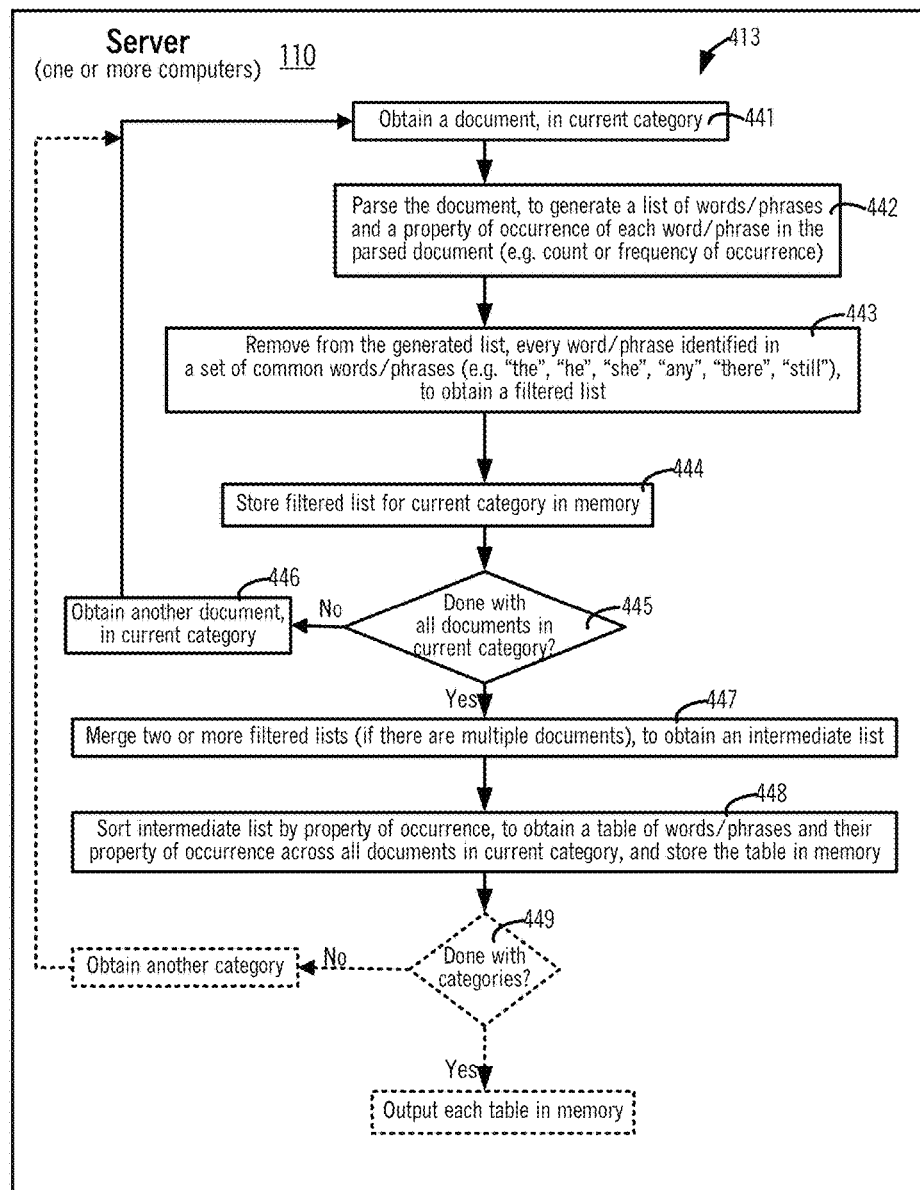 Server
(one or more computers) 110
413
Obtain a document, in current category
441
Parse the document, to generate a list of words/phrases
and a property of occurrence of each word/phrase in the
parsed document (e.g. count or frequency of occurrence)
442
443
Remove from the generated list, every word/phrase identified in
a set of common words/phrases (e.g. “the”, “he”, “she”, “any”, “there”, “still”),
to obtain a filtered list
444
Store filtered list for current category in memory
446
Obtain another document,
in current category
No
Done with
all documents in
current category?
445
Yes
447
Merge two or more filtered lists (if there are multiple documents), to obtain an intermediate list
448
Sort intermediate list by property of occurrence, to obtain a table of words/phrases and their
property of occurrence across all documents in current category, and store the table in memory
449
Obtain another category
No
Done with
categories?
Yes
Output each table in memory